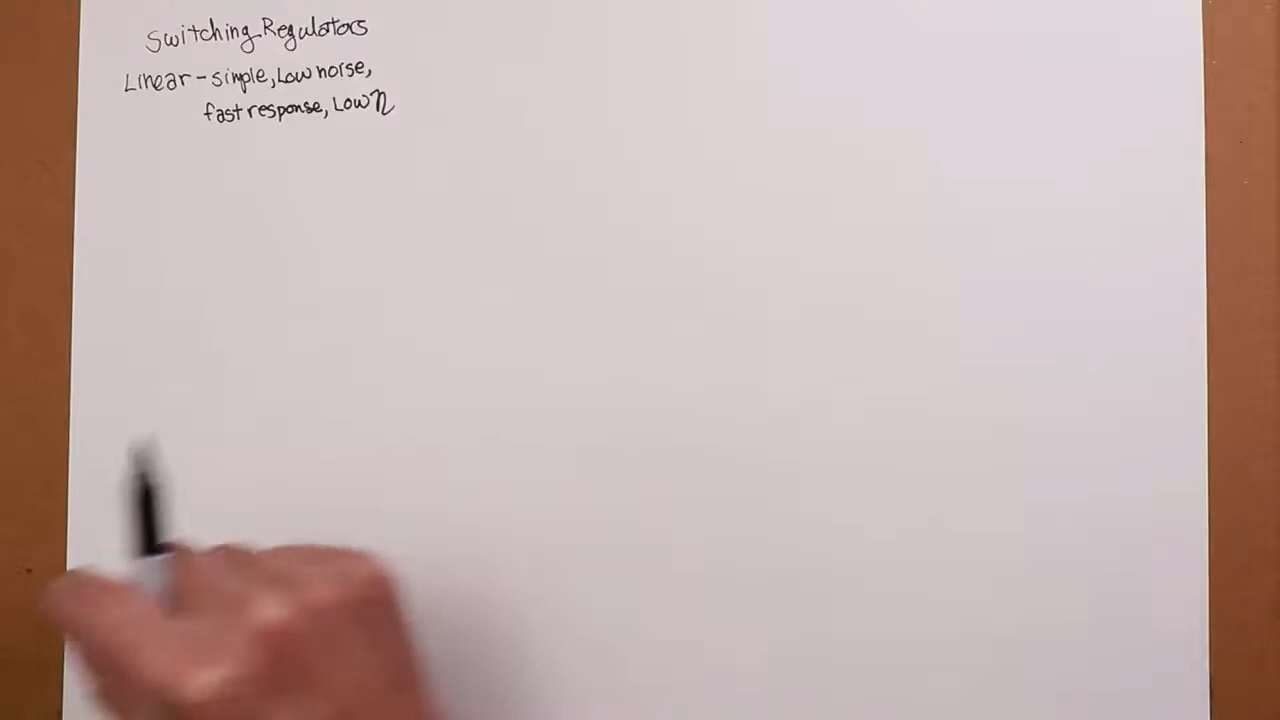 Switching Regulators
Linear - simple, Low noise,
fast response, Low η